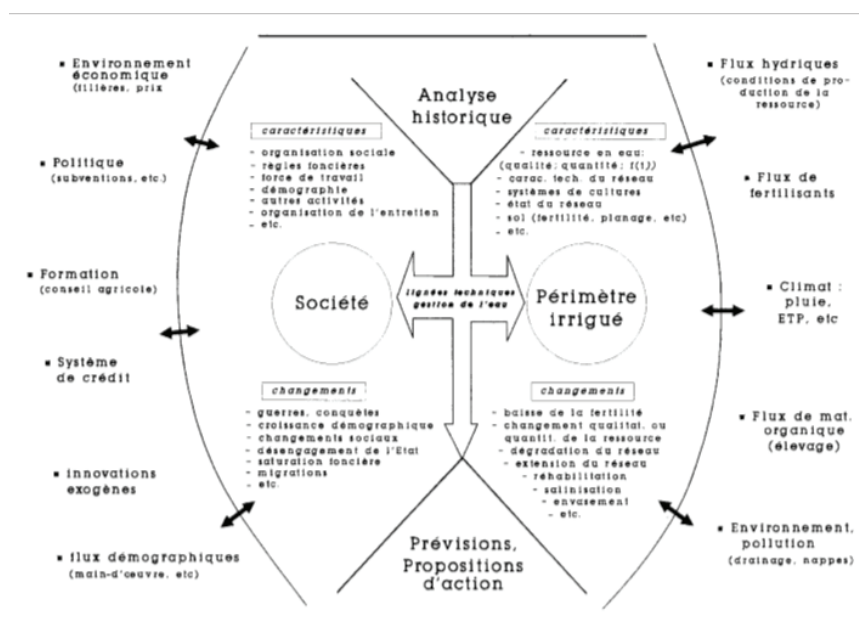 ▪ Environnement
économique
(filières, prix
▪ Politique
(subventions, etc.)
▪ Formation
(conseil agricole)
▪ Système
de crédit
▪ innovations
exogènes
▪ flux démographiques
(main-d'œuvre, etc)
Analyse
historique
caractéristiques
- organisation sociale
- règles foncières
- force de travail
- démographie
- autres activités
- organisation de l'entretien
- etc.
caractéristiques
- ressource en eau:
(qualité; quantité; f(t))
- carac. tech. du réseau
- systèmes de cultures
- état du réseau
- sol (fertilité, planage, etc)
- etc.
Société
lignées techniques
gestion de l'eau
Périmètre
irrigué
changements
- guerres, conquêtes
- croissance démographique
- changements sociaux
- désengagement de l'Etat
- saturation foncière
- migrations
- etc.
changements
- baisse de la fertilité
- changement qualitat. ou
quantit. de la ressource
- dégradation du réseau
- extension du réseau
- réhabilitation
- salinisation
- envasement
- etc.
Prévisions,
Propositions
d'action
▪ Flux hydriques
(conditions de pro-
duction de la
ressource)
▪ Flux de
fertilisants
▪ Climat :
pluie,
ETP, etc
▪ Flux de mat.
organique
(élevage)
▪ Environnement,
pollution
(drainage, nappes)